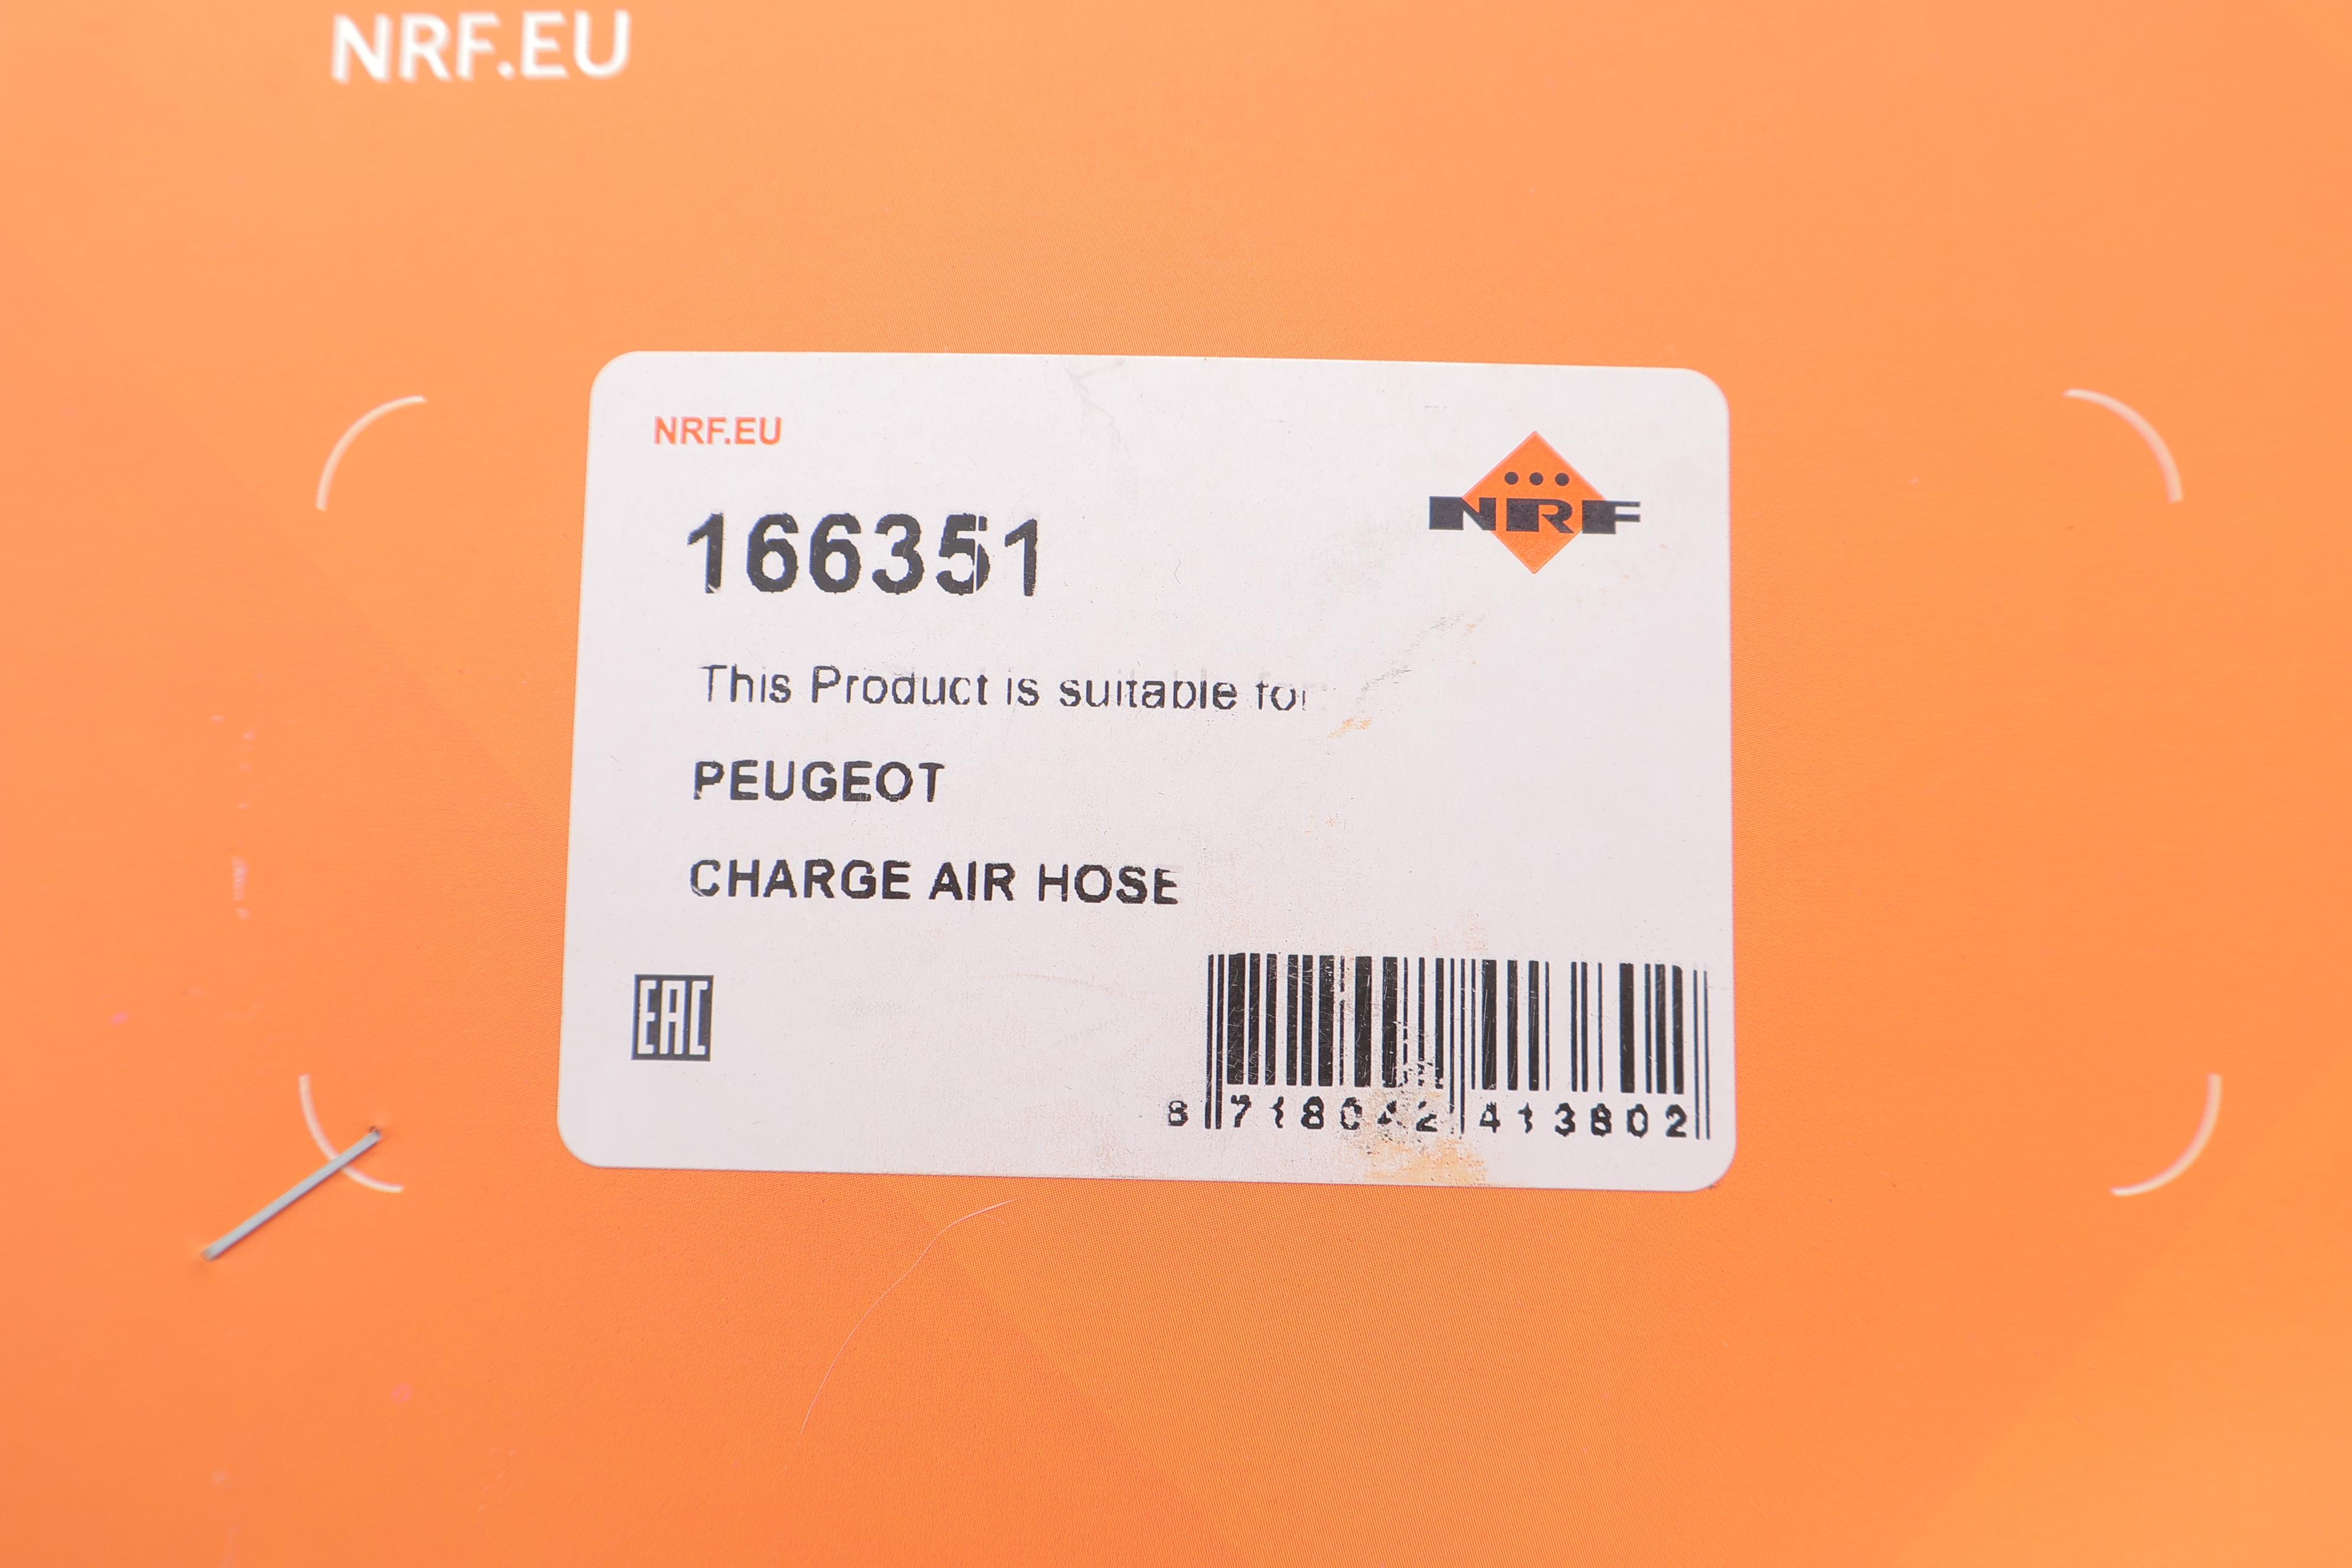 NRF.EU
NRF.EU
NRF
166351
This Product is suitable for:
PEUGEOT
CHARGE AIR HOSE
EAC
8 718042 413802